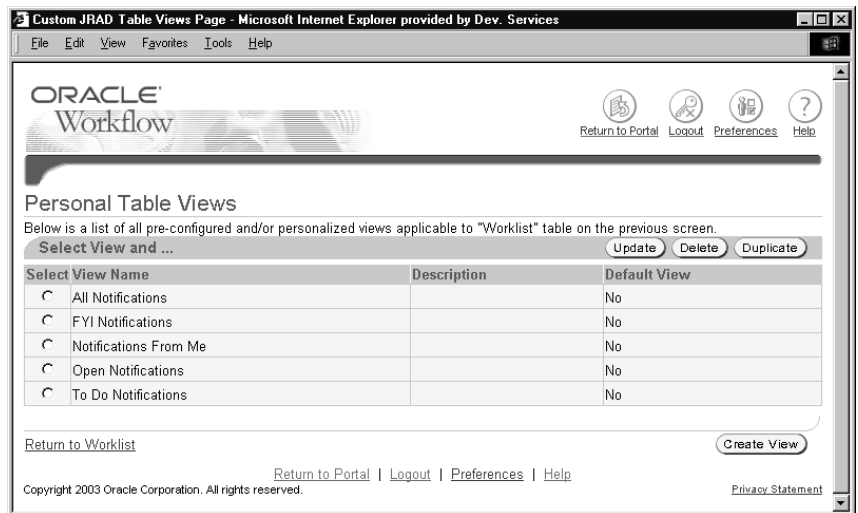 Custom JRAD Table Views Page - Microsoft Internet Explorer provided by Dev. Services
File Edit View Favorites Tools Help
ORACLE
Workflow
Return to Portal Logout Preferences Help
Personal Table Views
Below is a list of all pre-configured and/or personalized views applicable to "Worklist" table on the previous screen.
Select View and ... Update Delete Duplicate
Select View Name Description Default View
All Notifications No
FYI Notifications No
Notifications From Me No
Open Notifications No
To Do Notifications No
Return to Worklist Create View
Return to Portal | Logout | Preferences | Help
Copyright 2003 Oracle Corporation. All rights reserved. Privacy Statement